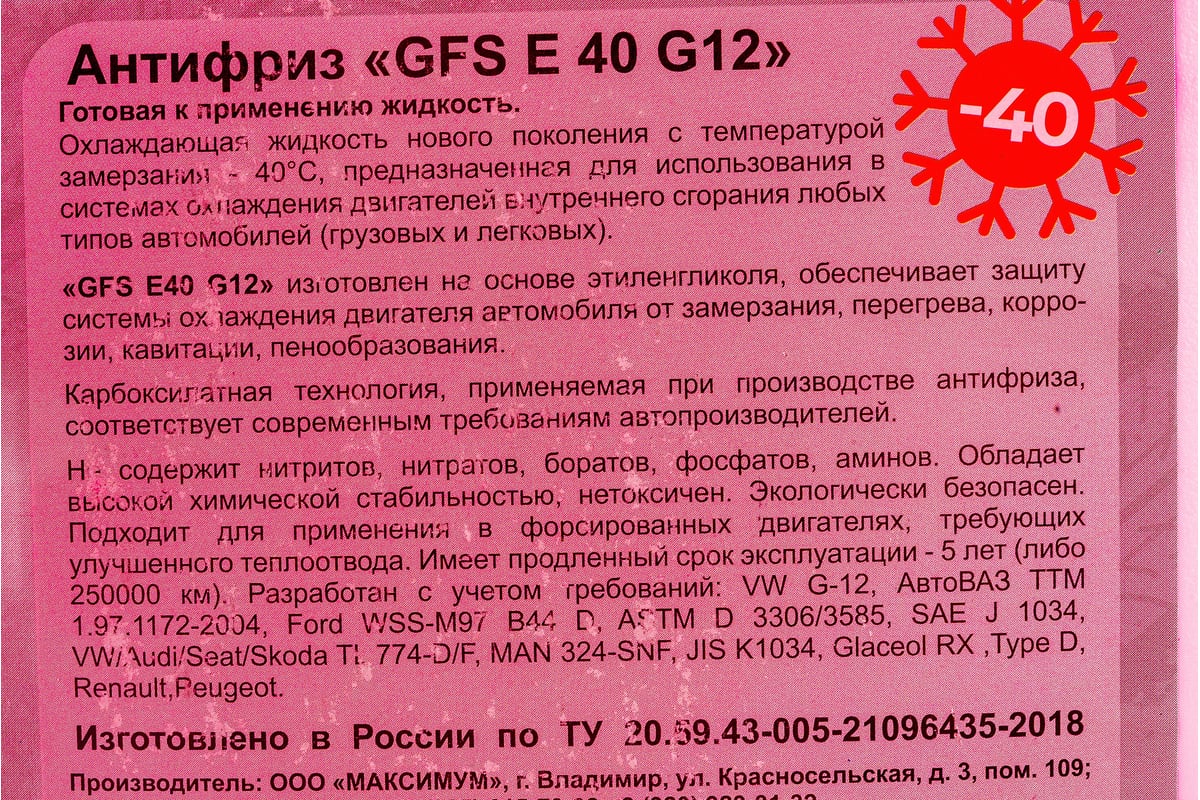 Антифриз «GFS E 40 G12»
-40
Готовая к применению жидкость.
Охлаждающая жидкость нового поколения с температурой
замерзания - 40°С, предназначенная для использования в
системах охлаждения двигателей внутреннего сгорания любых
типов автомобилей (грузовых и легковых).
«GFS E40 G12» изготовлен на основе этиленгликоля, обеспечивает защиту
системы охлаждения двигателя автомобиля от замерзания, перегрева, корро-
зии, кавитации, пенообразования.
Карбоксилатная технология, применяемая при производстве антифриза,
соответствует современным требованиям автопроизводителей.
Не содержит нитритов, нитратов, боратов, фосфатов, аминов. Обладает
высокой химической стабильностью, нетоксичен. Экологически безопасен.
Подходит для применения в форсированных двигателях, требующих
улучшенного теплоотвода. Имеет продленный срок эксплуатации - 5 лет (либо
250000 км). Разработан с учетом требований: VW G-12, АвтоВАЗ ТТМ
1.97.1172-2004, Ford WSS-M97 B44 D, ASTM D 3306/3585, SAE J 1034,
VW/Audi/Seat/Skoda TL 774-D/F, MAN 324-SNF, JIS K1034, Glaceol RX ,Type D,
Renault,Peugeot.
Изготовлено в России по ТУ 20.59.43-005-21096435-2018
Производитель: ООО «МАКСИМУМ», г. Владимир, ул. Красносельская, д. 3, пом. 109;